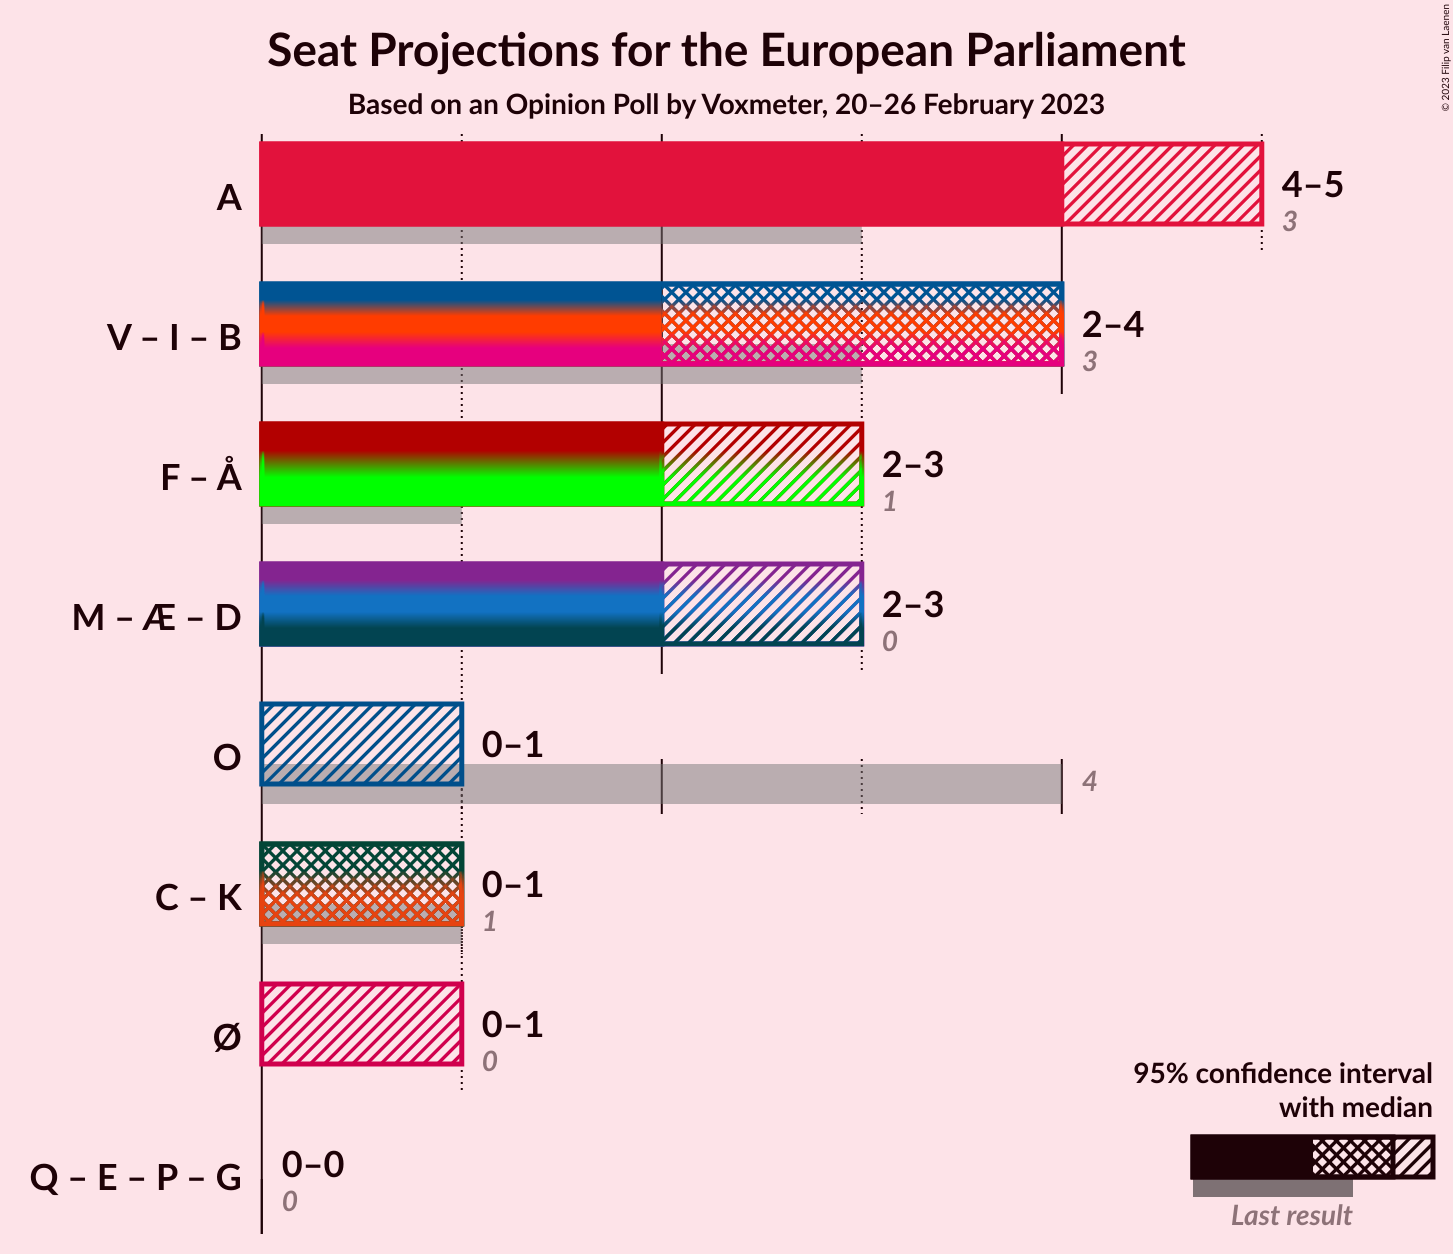 Seat Projections for the European Parliament
Based on an Opinion Poll by Voxmeter, 20–26 February 2023
© 2023 Filip van Laenen
A
4–5
3
V – I – B
2–4
3
F – Å
2–3
1
M – Æ – D
2–3
0
O
0–1
4
C – K
0–1
1
Ø
0–1
0
Q – E – P – G
0–0
0
95% confidence interval
with median
Last result